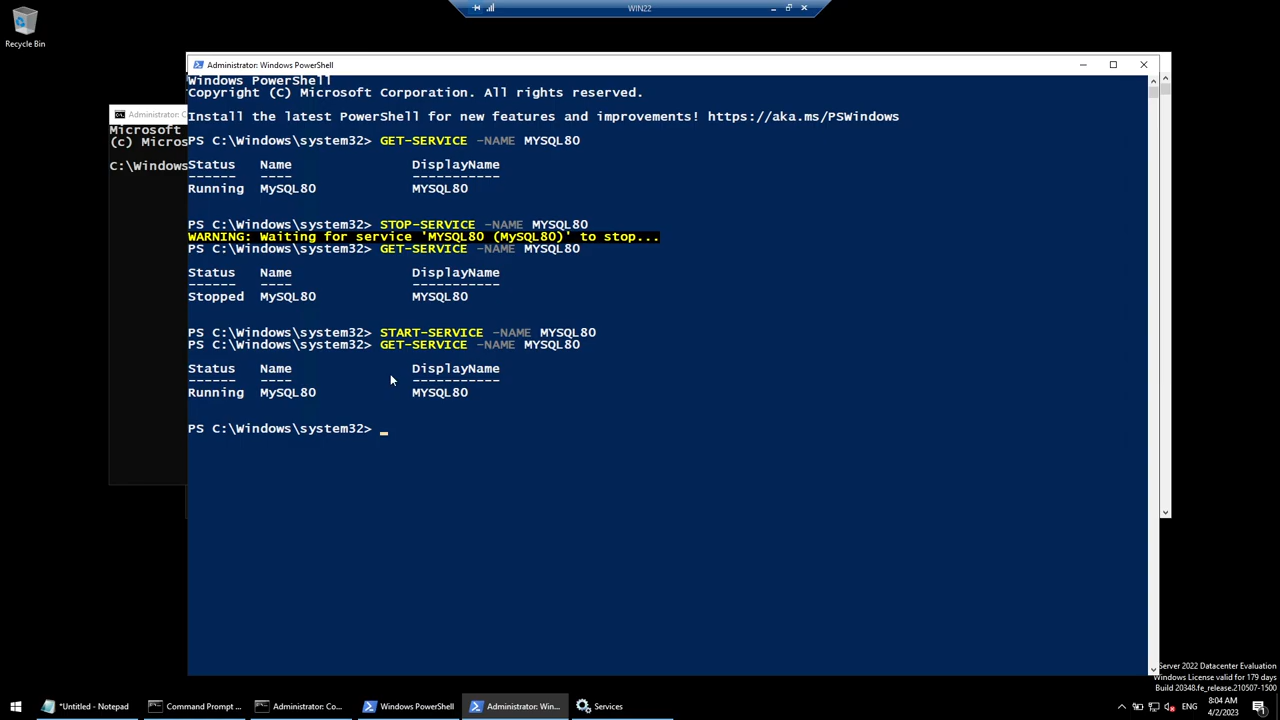 WIN22
Recycle Bin
Administrator: Windows PowerShell
Administrator: C
Microsoft
(c) Micros
C:\Windows
Windows PowerShell
Copyright (C) Microsoft Corporation. All rights reserved.
Install the latest PowerShell for new features and improvements! https://aka.ms/PSWindows
PS C:\Windows\system32> GET-SERVICE -NAME MYSQL80
Status Name DisplayName
------ ---- -----------
Running MySQL80 MYSQL80
PS C:\Windows\system32> STOP-SERVICE -NAME MYSQL80
WARNING: Waiting for service 'MYSQL80 (MySQL80)' to stop...
PS C:\Windows\system32> GET-SERVICE -NAME MYSQL80
Status Name DisplayName
------ ---- -----------
Stopped MySQL80 MYSQL80
PS C:\Windows\system32> START-SERVICE -NAME MYSQL80
PS C:\Windows\system32> GET-SERVICE -NAME MYSQL80
Status Name DisplayName
------ ---- -----------
Running MySQL80 MYSQL80
PS C:\Windows\system32>
Server 2022 Datacenter Evaluation
Windows License valid for 179 days
Build 20348.fe_release.210507-1500
*Untitled - Notepad
Command Prompt ...
Administrator: Co...
Windows PowerShell
Administrator: Win...
Services
ENG
8:04 AM
4/2/2023
1